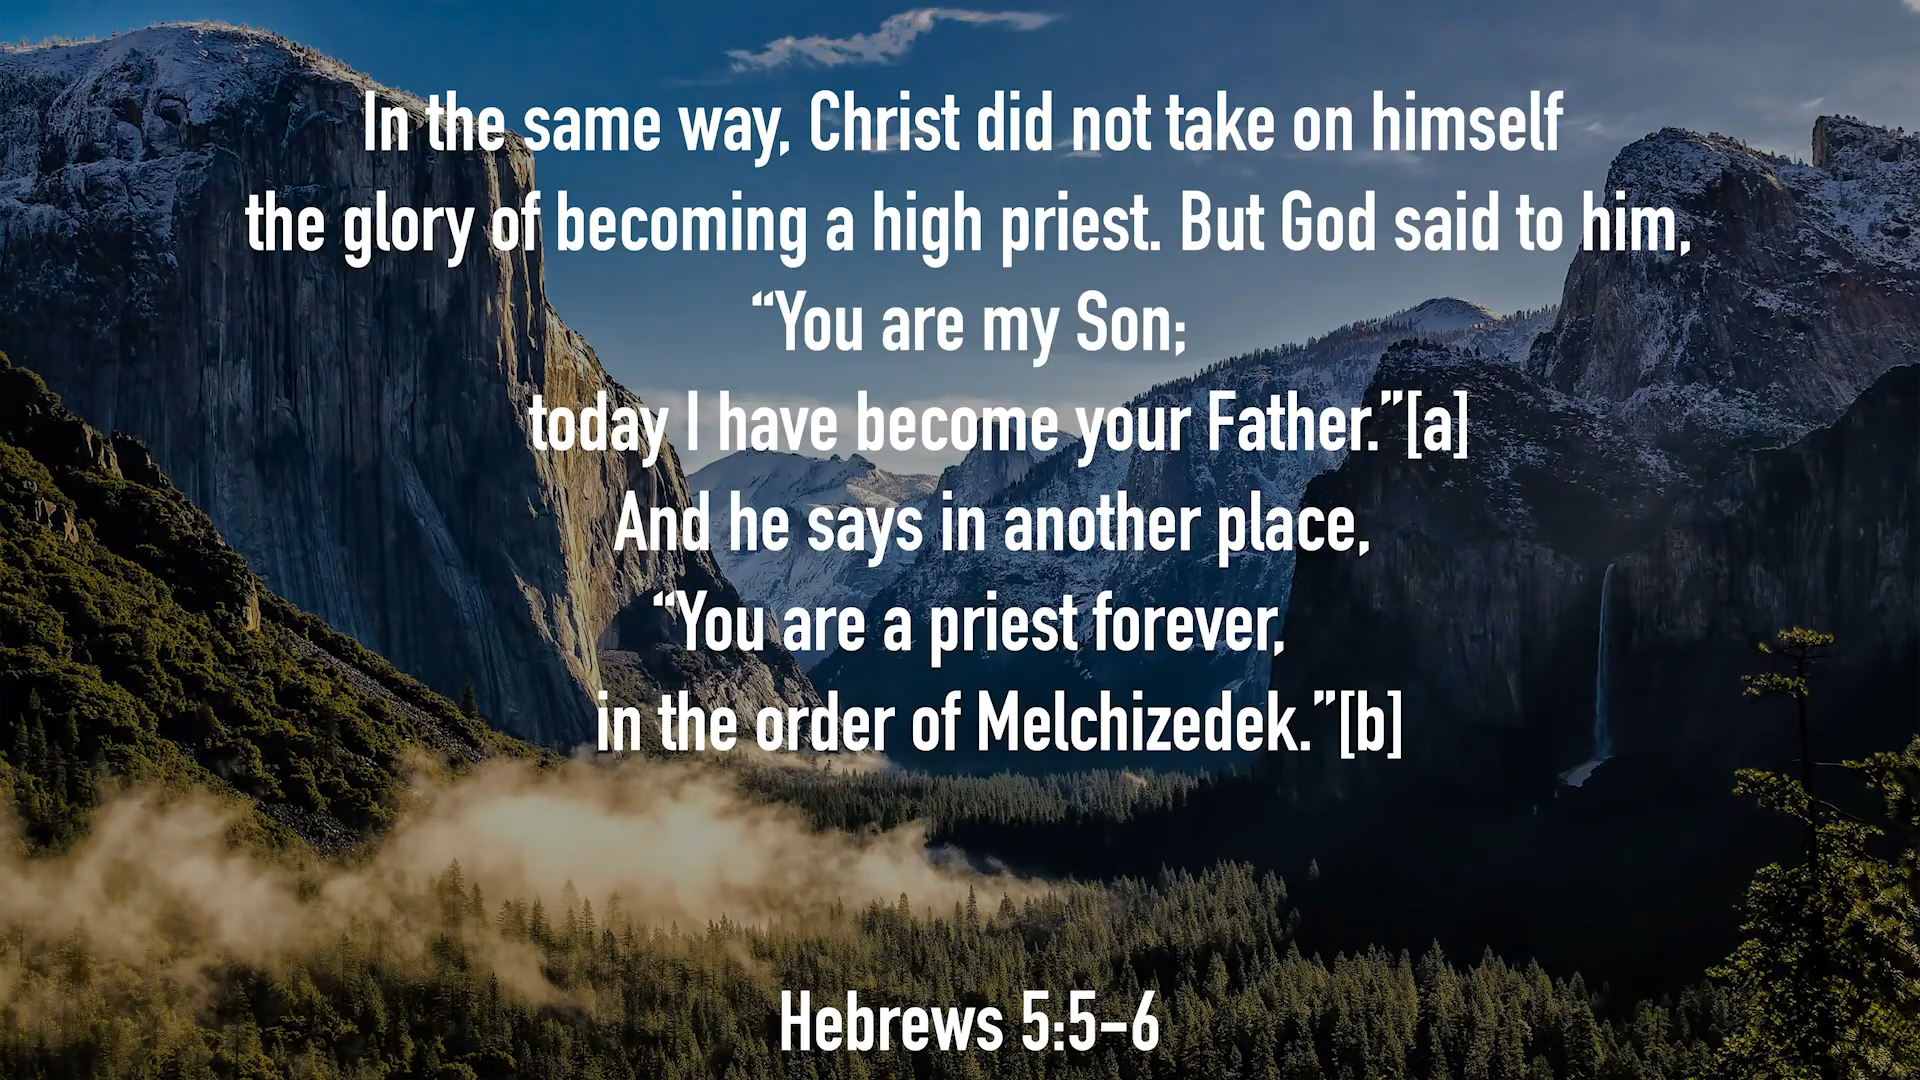 In the same way, Christ did not take on himself
the glory of becoming a high priest. But God said to him,
“You are my Son;
today I have become your Father.”[a]
And he says in another place,
“You are a priest forever,
in the order of Melchizedek.”[b]
Hebrews 5:5-6